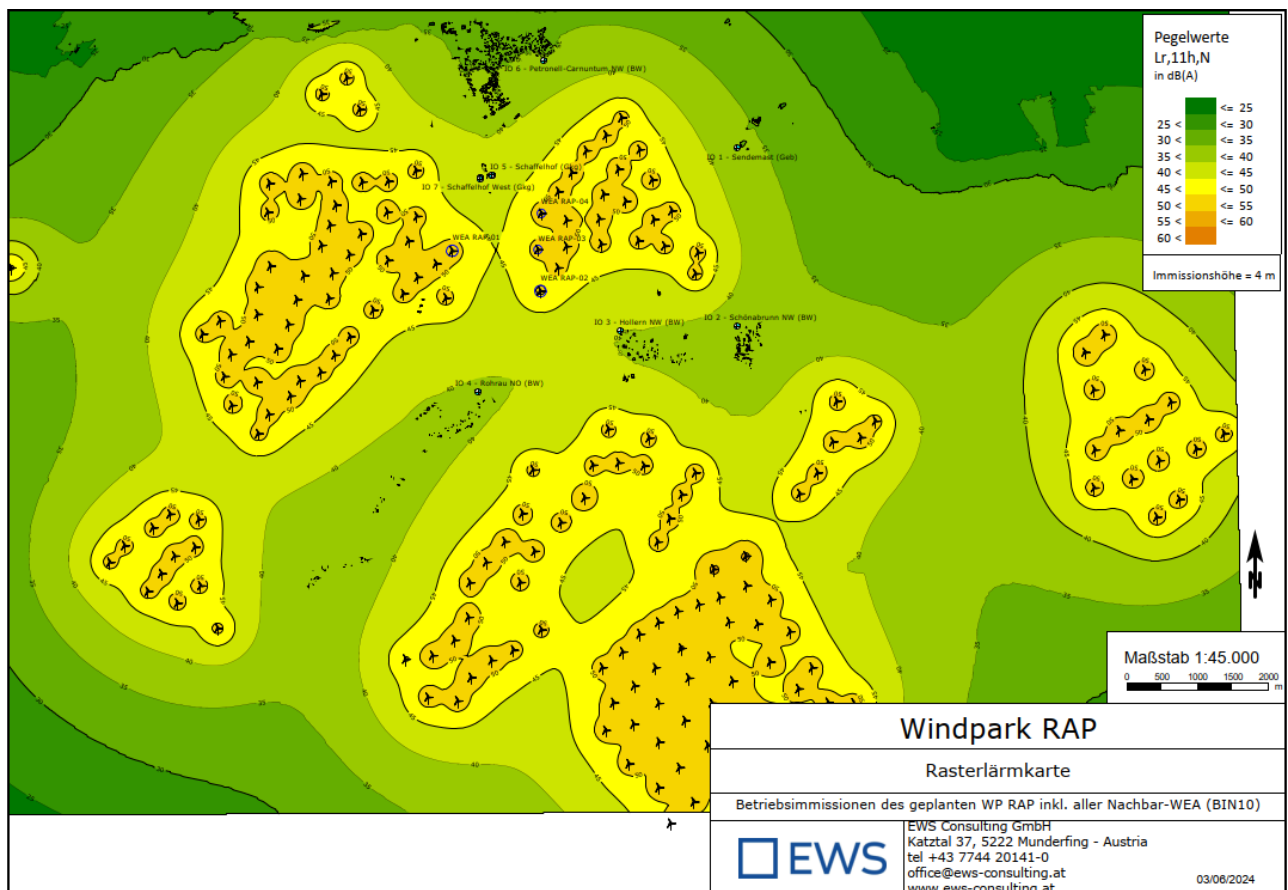 Pegelwerte
Lr,11h,N
in dB(A)
<= 25
25 < <= 30
30 < <= 35
35 < <= 40
40 < <= 45
45 < <= 50
50 < <= 55
55 < <= 60
60 <
Immissionshöhe = 4 m
IO 6 - Petronell-Carnuntum NW (BW)
IO 1 - Sendemast (Geb)
IO 5 - Schaffelhof (Gkg)
IO 7 - Schaffelhof West (Gkg)
WEA RAP-04
WEA RAP-01
WEA RAP-03
WEA RAP-02
IO 3 - Hollern NW (BW)
IO 2 - Schönabrunn NW (BW)
IO 4 - Rohrau NO (BW)
N
Maßstab 1:45.000
0 500 1000 1500 2000
m
Windpark RAP
Rasterlärmkarte
Betriebsimmissionen des geplanten WP RAP inkl. aller Nachbar-WEA (BIN10)
EWS
EWS Consulting GmbH
Katztal 37, 5222 Munderfing - Austria
tel +43 7744 20141-0
office@ews-consulting.at
www.ews-consulting.at
03/06/2024